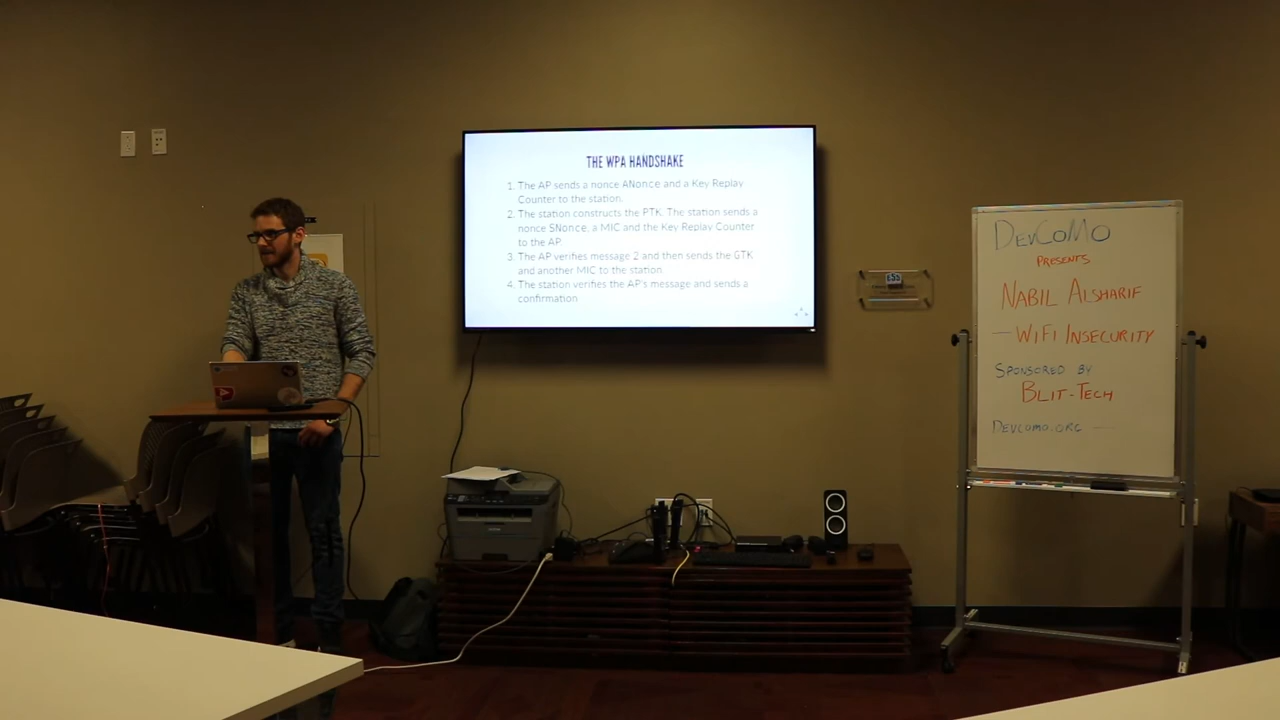 THE WPA HANDSHAKE
1. The AP sends a nonce ANonce and a Key Replay
Counter to the station.
2. The station constructs the PTK. The station sends a
nonce SNonce, a MIC and the Key Replay Counter
to the AP.
3. The AP verifies message 2 and then sends the GTK
and another MIC to the station.
4. The station verifies the AP's message and sends a
confirmation
DEVCOMO
PRESENTS
NABIL ALSHARIF
— WIFI INSECURITY
SPONSORED BY
BLIT-TECH
DEVCOMO.ORG —